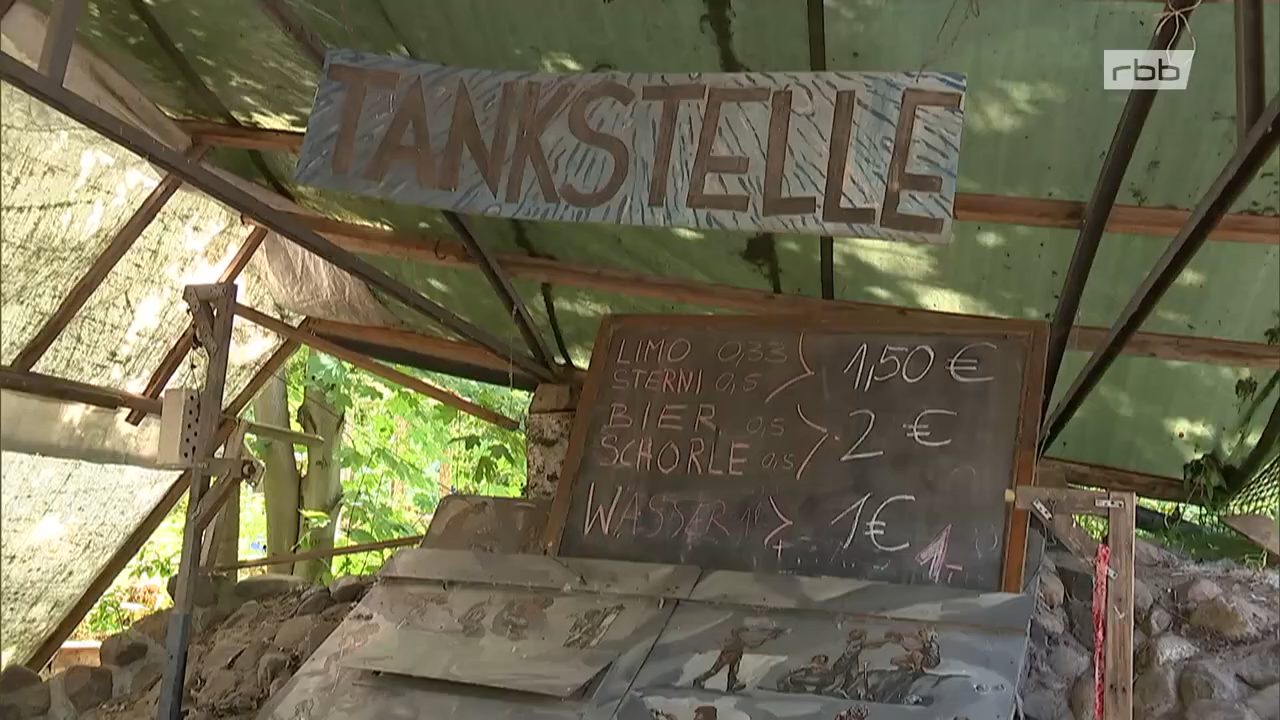 rbb
TANKSTELLE
LIMO 0,33
STERNI 0,5 1,50 €
BIER 0,5
SCHORLE 0,5 2 €
WASSER 1€ 1,-